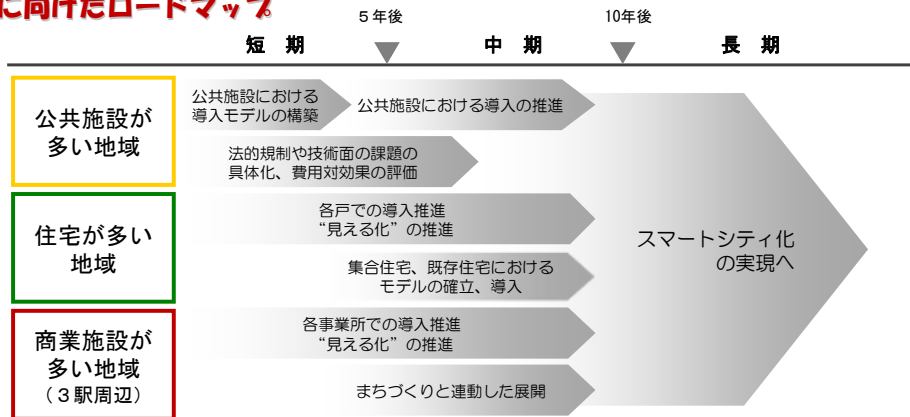 に向けたロードマップ
5年後
10年後
短 期
中 期
長 期
公共施設が
多い地域
公共施設における
導入モデルの構築
公共施設における導入の推進
法的規制や技術面の課題の
具体化、費用対効果の評価
住宅が多い
地域
各戸での導入推進
“見える化”の推進
集合住宅、既存住宅における
モデルの確立、導入
商業施設が
多い地域
(3駅周辺)
各事業所での導入推進
“見える化”の推進
まちづくりと連動した展開
スマートシティ化
の実現へ